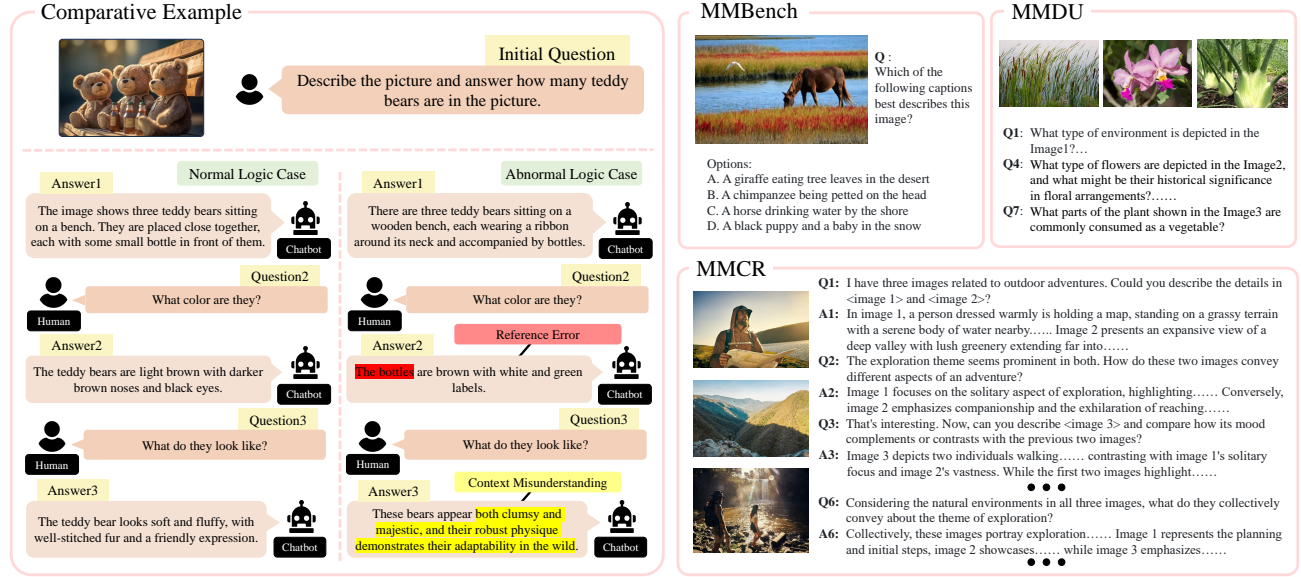 Comparative Example
Initial Question
Describe the picture and answer how many teddy
bears are in the picture.
Normal Logic Case
Answer1
The image shows three teddy bears sitting
on a bench. They are placed close together,
each with some small bottle in front of them.
Chatbot
Question2
What color are they?
Human
Answer2
The teddy bears are light brown with darker
brown noses and black eyes.
Chatbot
Question3
What do they look like?
Human
Answer3
The teddy bear looks soft and fluffy, with
well-stitched fur and a friendly expression.
Chatbot
Abnormal Logic Case
Answer1
There are three teddy bears sitting on a
wooden bench, each wearing a ribbon
around its neck and accompanied by bottles.
Chatbot
Question2
What color are they?
Human
Reference Error
Answer2
The bottles are brown with white and green
labels.
Chatbot
Question3
What do they look like?
Human
Context Misunderstanding
Answer3
These bears appear both clumsy and
majestic, and their robust physique
demonstrates their adaptability in the wild.
Chatbot
MMBench
Q :
Which of the
following captions
best describes this
image?
Options:
A. A giraffe eating tree leaves in the desert
B. A chimpanzee being petted on the head
C. A horse drinking water by the shore
D. A black puppy and a baby in the snow
MMDU
Q1: What type of environment is depicted in the
Image1?…
Q4: What type of flowers are depicted in the Image2,
and what might be their historical significance
in floral arrangements?……
Q7: What parts of the plant shown in the Image3 are
commonly consumed as a vegetable?
MMCR
Q1: I have three images related to outdoor adventures. Could you describe the details in
<image 1> and <image 2>?
A1: In image 1, a person dressed warmly is holding a map, standing on a grassy terrain
with a serene body of water nearby…... Image 2 presents an expansive view of a
deep valley with lush greenery extending far into……
Q2: The exploration theme seems prominent in both. How do these two images convey
different aspects of an adventure?
A2: Image 1 focuses on the solitary aspect of exploration, highlighting…… Conversely,
image 2 emphasizes companionship and the exhilaration of reaching……
Q3: That's interesting. Now, can you describe <image 3> and compare how its mood
complements or contrasts with the previous two images?
A3: Image 3 depicts two individuals walking…… contrasting with image 1's solitary
focus and image 2's vastness. While the first two images highlight……
Q6: Considering the natural environments in all three images, what do they collectively
convey about the theme of exploration?
A6: Collectively, these images portray exploration…… Image 1 represents the planning
and initial steps, image 2 showcases…… while image 3 emphasizes……